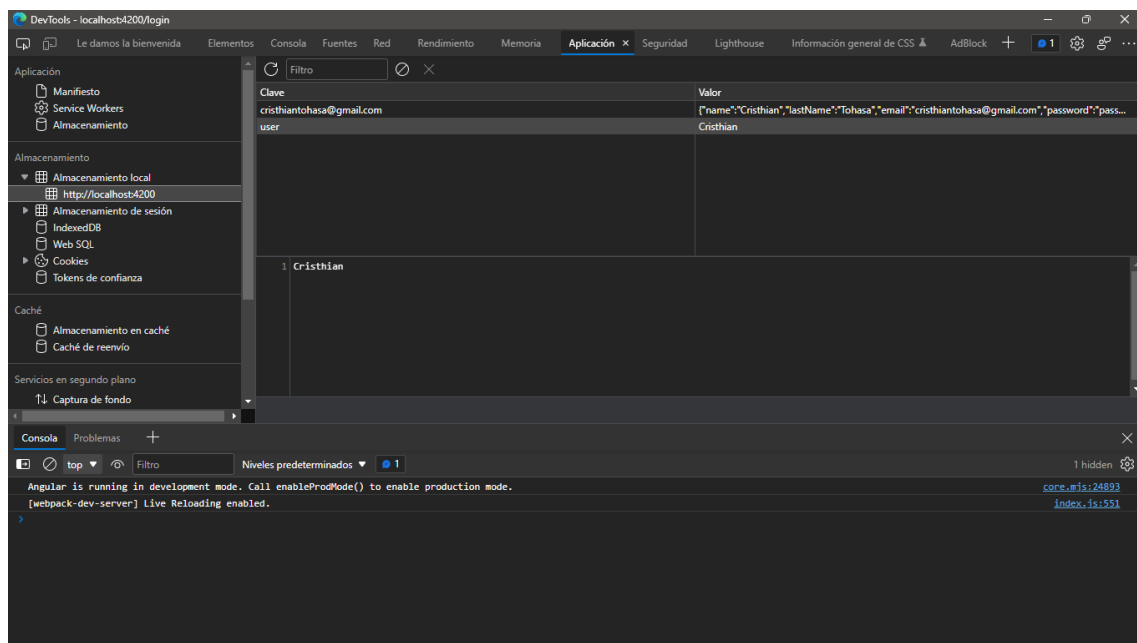 DevTools - localhost:4200/login
Le damos la bienvenida Elementos Consola Fuentes Red Rendimiento Memoria Aplicación Seguridad Lighthouse Información general de CSS AdBlock 1
Aplicación
Manifiesto
Service Workers
Almacenamiento
Almacenamiento
Almacenamiento local
http://localhost:4200
Almacenamiento de sesión
IndexedDB
Web SQL
Cookies
Tokens de confianza
Caché
Almacenamiento en caché
Caché de reenvío
Servicios en segundo plano
Captura de fondo
Filtro
Clave Valor
cristhiantohasa@gmail.com {"name":"Cristhian","lastName":"Tohasa","email":"cristhiantohasa@gmail.com","password":"pass...
user Cristhian
1 Cristhian
Consola Problemas
top Filtro Niveles predeterminados 1 1 hidden
Angular is running in development mode. Call enableProdMode() to enable production mode. core.mjs:24893
[webpack-dev-server] Live Reloading enabled. index.js:551